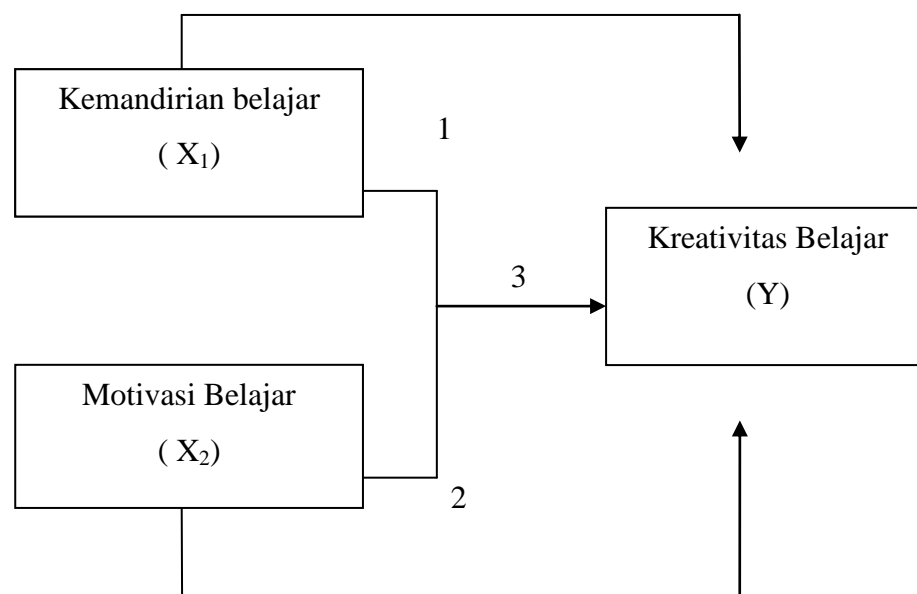 Kemandirian belajar
( X₁)
1
Kreativitas Belajar
(Y)
3
Motivasi Belajar
( X₂)
2